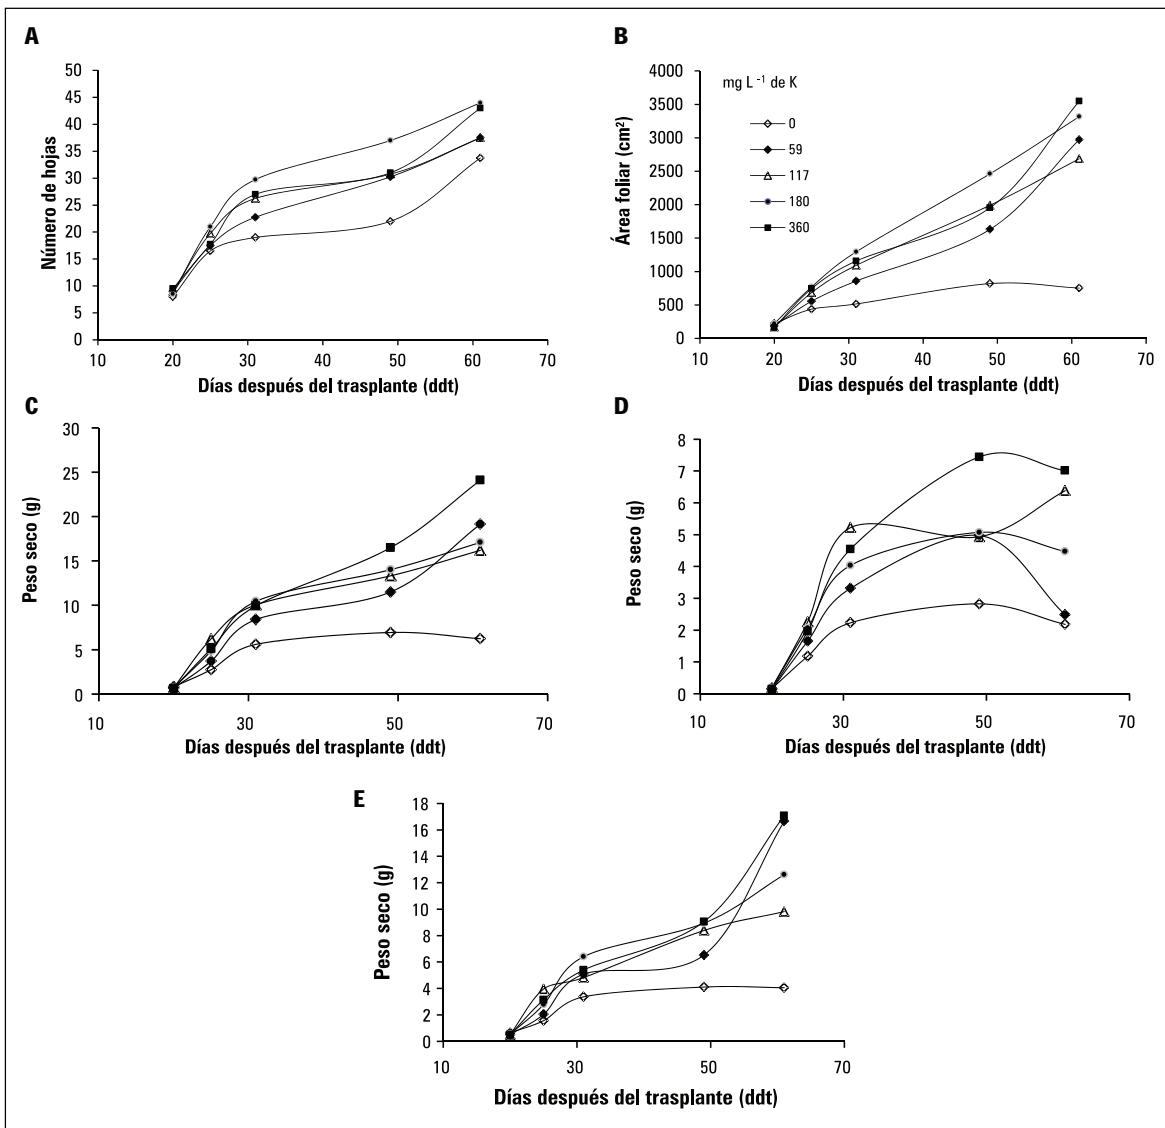 A
Número de hojas
50
45
40
35
30
25
20
15
10
5
0
10 20 30 40 50 60 70
Días después del trasplante (ddt)
B
Área foliar (cm²)
4000
3500
3000
2500
2000
1500
1000
500
0
mg L⁻¹ de K
0
59
117
180
360
10 20 30 40 50 60 70
Días después del trasplante (ddt)
C
Peso seco (g)
30
25
20
15
10
5
0
10 30 50 70
Días después del trasplante (ddt)
D
Peso seco (g)
8
7
6
5
4
3
2
1
0
10 30 50 70
Días después del trasplante (ddt)
E
Peso seco (g)
18
16
14
12
10
8
6
4
2
0
10 30 50 70
Días después del trasplante (ddt)